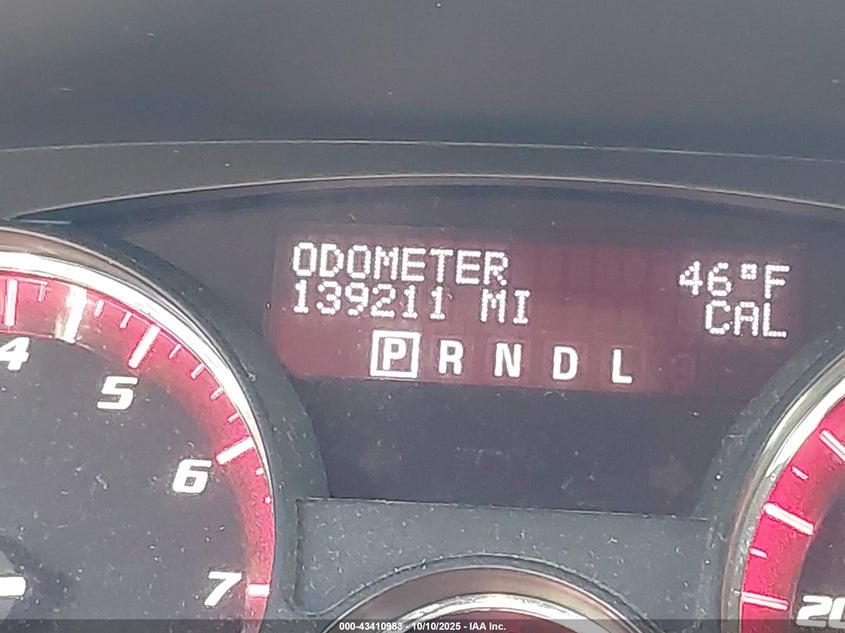 ODOMETER 46°F
139211 MI CAL
P R N D L
4
5
6
7
20
000-43410983 - 10/10/2025 - IAA Inc.